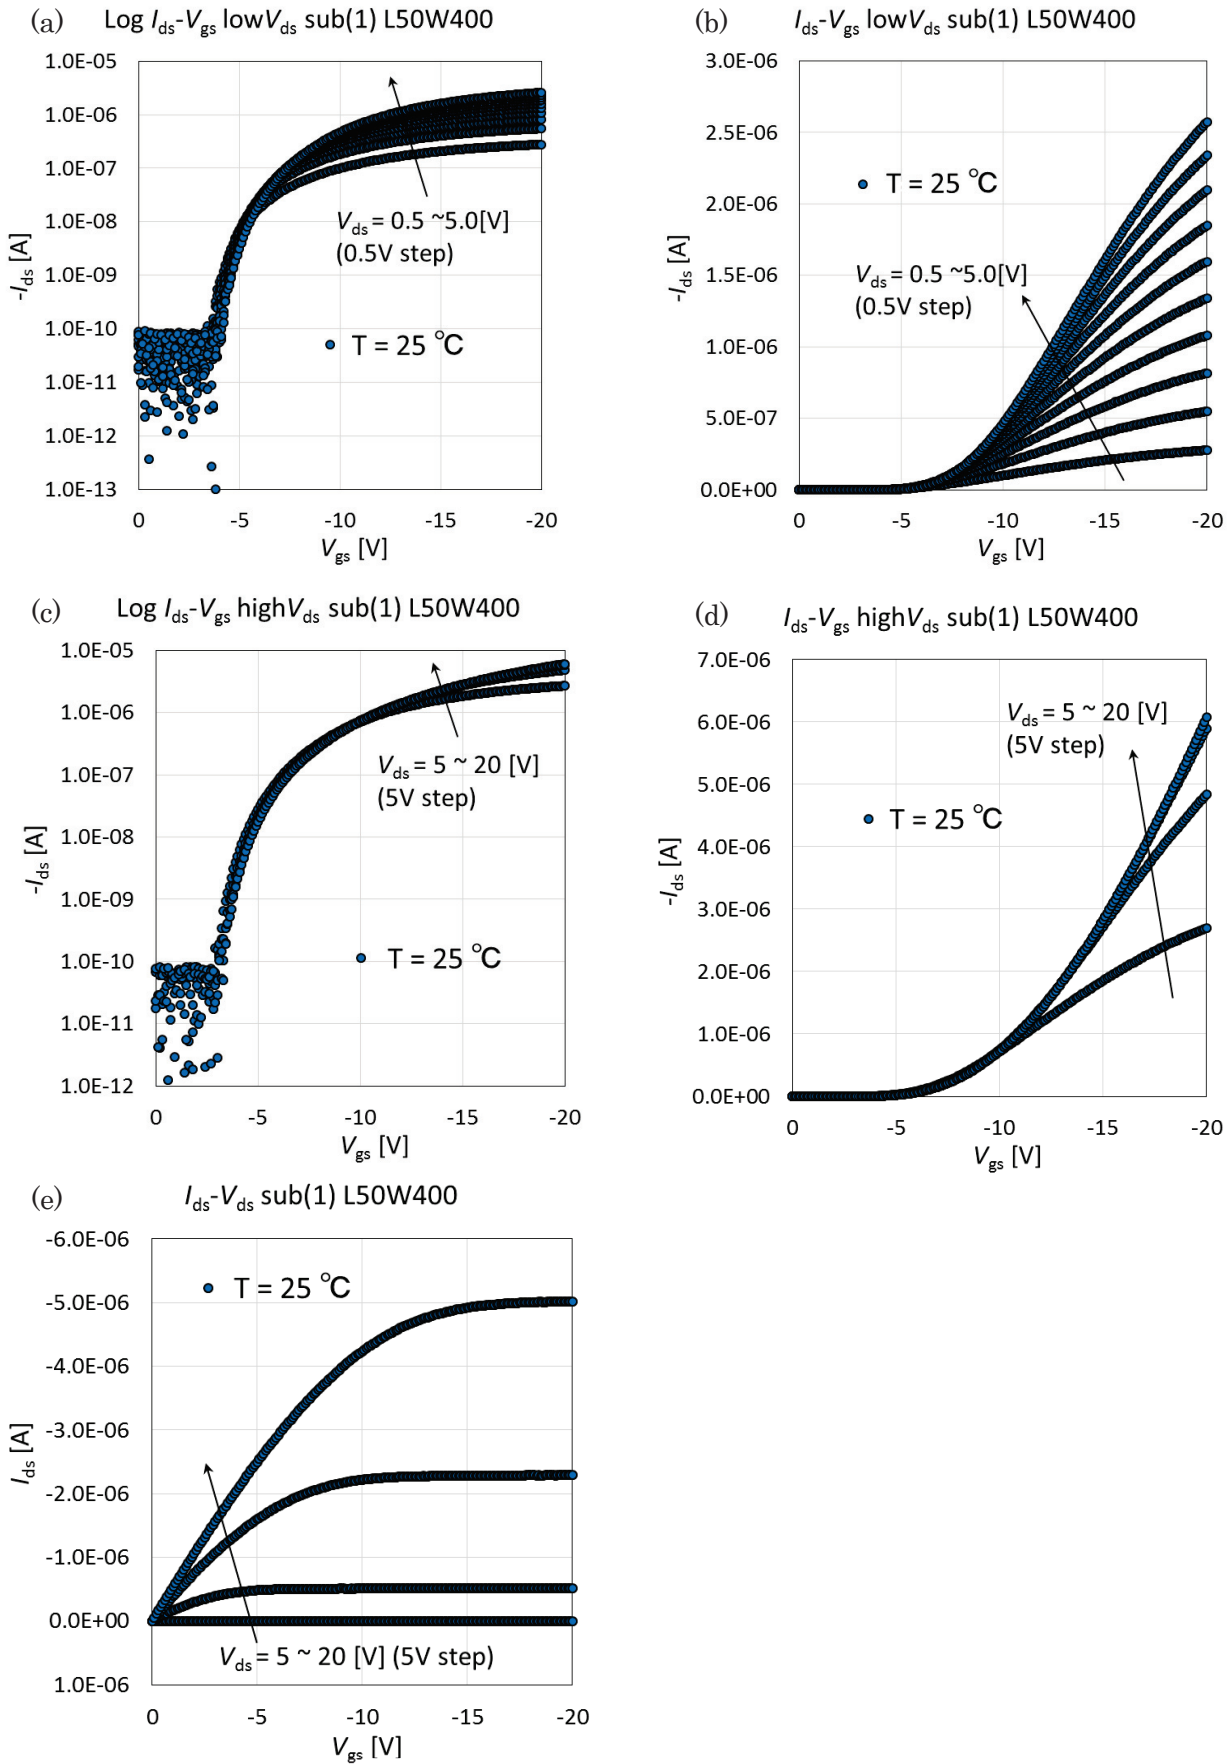 (a) Log Ids-Vgs lowVds sub(1) L50W400
1.0E-05
1.0E-06
1.0E-07
1.0E-08
1.0E-09
1.0E-10
1.0E-11
1.0E-12
1.0E-13
-Ids [A]
Vds = 0.5 ~5.0[V]
(0.5V step)
T = 25 °C
0 -5 -10 -15 -20
Vgs [V]
(b) Ids-Vgs lowVds sub(1) L50W400
3.0E-06
2.5E-06
2.0E-06
1.5E-06
1.0E-06
5.0E-07
0.0E+00
-Ids [A]
T = 25 °C
Vds = 0.5 ~5.0[V]
(0.5V step)
0 -5 -10 -15 -20
Vgs [V]
(c) Log Ids-Vgs highVds sub(1) L50W400
1.0E-05
1.0E-06
1.0E-07
1.0E-08
1.0E-09
1.0E-10
1.0E-11
1.0E-12
-Ids [A]
Vds = 5 ~ 20 [V]
(5V step)
T = 25 °C
0 -5 -10 -15 -20
Vgs [V]
(d) Ids-Vgs highVds sub(1) L50W400
7.0E-06
6.0E-06
5.0E-06
4.0E-06
3.0E-06
2.0E-06
1.0E-06
0.0E+00
-Ids [A]
Vds = 5 ~ 20 [V]
(5V step)
T = 25 °C
0 -5 -10 -15 -20
Vgs [V]
(e) Ids-Vds sub(1) L50W400
-6.0E-06
-5.0E-06
-4.0E-06
-3.0E-06
-2.0E-06
-1.0E-06
0.0E+00
1.0E-06
Ids [A]
T = 25 °C
Vds = 5 ~ 20 [V] (5V step)
0 -5 -10 -15 -20
Vgs [V]